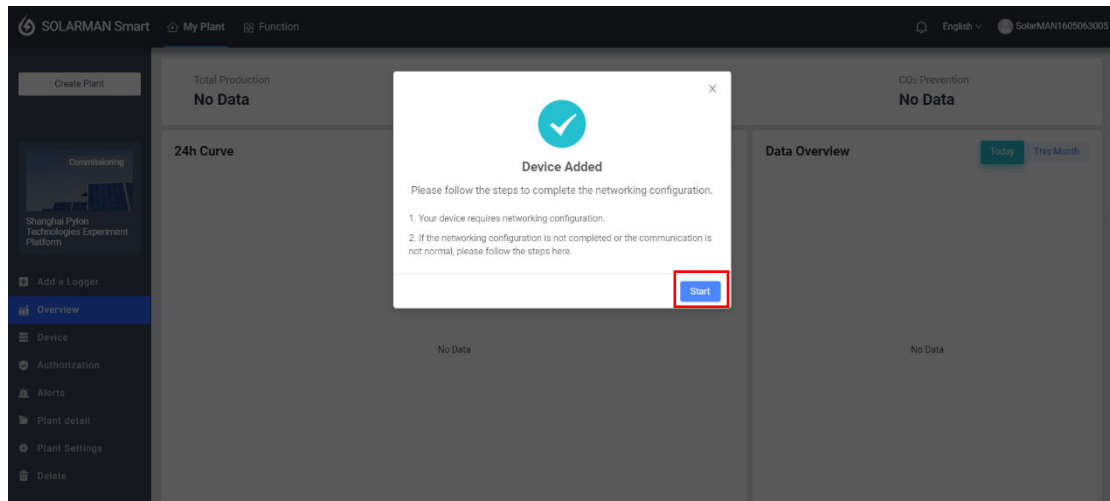 SOLARMAN Smart
My Plant
Function
English
SolarMAN1605063005
Create Plant
Commissioning
Shanghai Pylon
Technologies Experiment
Platform
Add a Logger
Overview
Device
Authorization
Alerts
Plant detail
Plant Settings
Delete
Total Production
No Data
CO₂ Prevention
No Data
24h Curve
No Data
Data Overview
Today
This Month
No Data
Device Added
Please follow the steps to complete the networking configuration.
1. Your device requires networking configuration.
2. If the networking configuration is not completed or the communication is
not normal, please follow the steps here.
Start